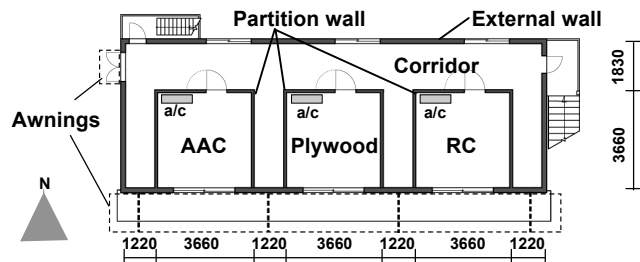 Partition wall
External wall
Corridor
Awnings
a/c
a/c
a/c
AAC
Plywood
RC
1830
3660
N
1220
3660
1220
3660
1220
3660
1220